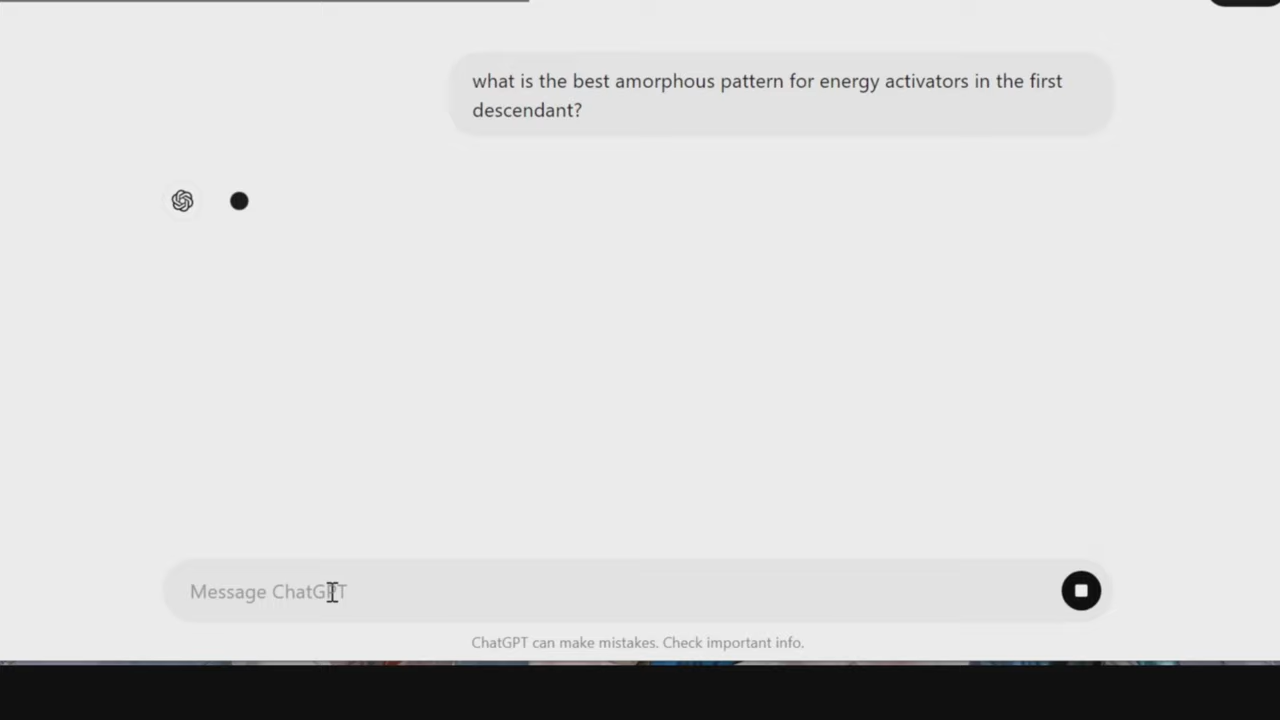 what is the best amorphous pattern for energy activators in the first
descendant?
Message ChatGPT
ChatGPT can make mistakes. Check important info.